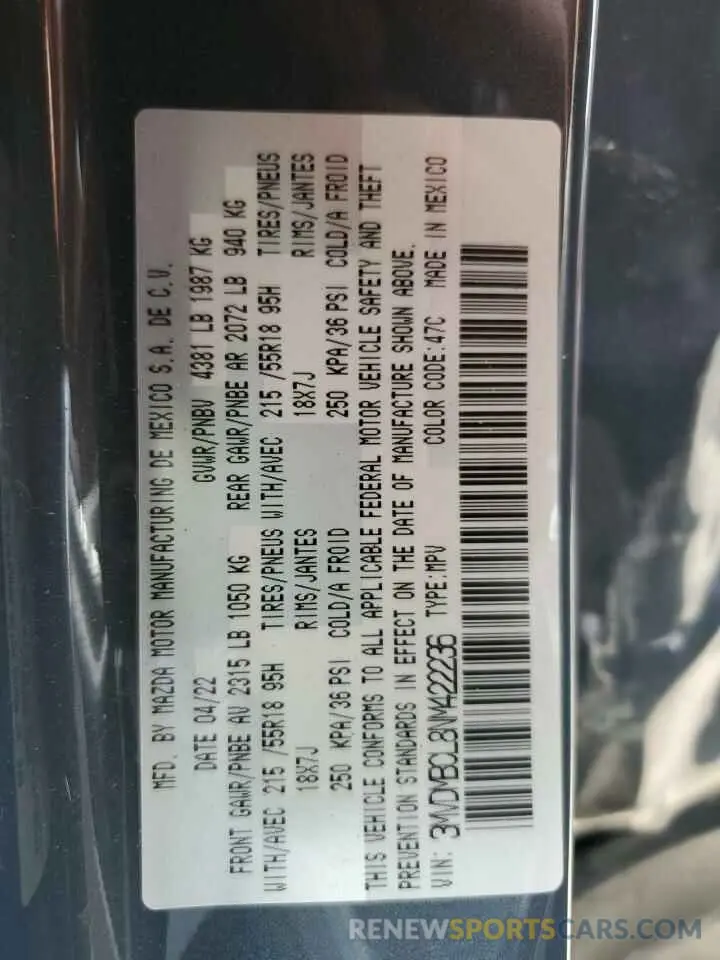 MFD. BY MAZDA MOTOR MANUFACTURING DE MEXICO S.A. DE C.V.
DATE 04/22 GVWR/PNBV 4381 LB 1987 KG
FRONT GAWR/PNBE AV 2315 LB 1050 KG REAR GAWR/PNBE AR 2072 LB 940 KG
WITH/AVEC 215 /55R18 95H TIRES/PNEUS WITH/AVEC 215 /55R18 95H TIRES/PNEUS
18X7J RIMS/JANTES 18X7J RIMS/JANTES
250 KPA/36 PSI COLD/A FROID 250 KPA/36 PSI COLD/A FROID
THIS VEHICLE CONFORMS TO ALL APPLICABLE FEDERAL MOTOR VEHICLE SAFETY AND THEFT
PREVENTION STANDARDS IN EFFECT ON THE DATE OF MANUFACTURE SHOWN ABOVE.
VIN: 3MVDMBCL8NM422236 TYPE:MPV COLOR CODE:47C MADE IN MEXICO
RENEWSPORTSCARS.COM